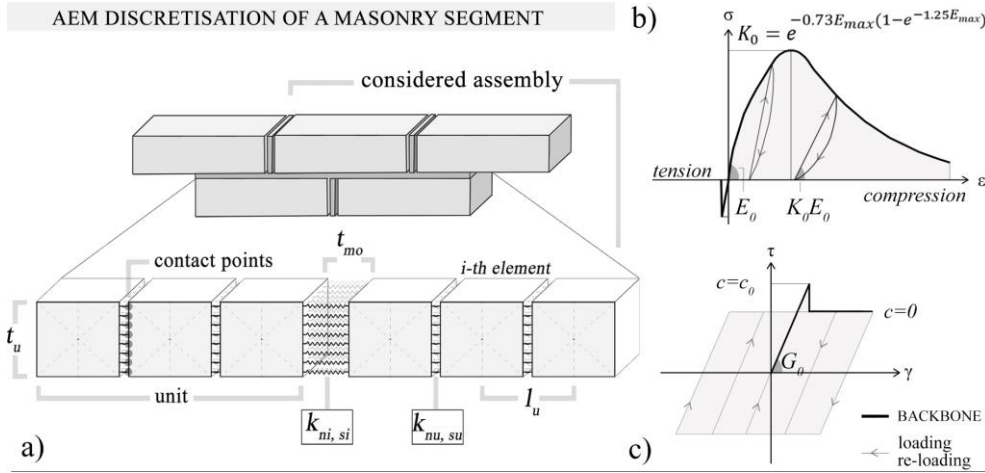 AEM DISCRETISATION OF A MASONRY SEGMENT
considered assembly
t_mo
contact points
i-th element
t_u
unit
l_u
k_ni, si
k_nu, su
a)
b)
σ
K_0 = e^{-0.73E_max(1-e^{-1.25E_max})}
tension
ε
compression
E_0
K_0E_0
τ
c=c_0
c=0
G_0
γ
BACKBONE
loading
re-loading
c)